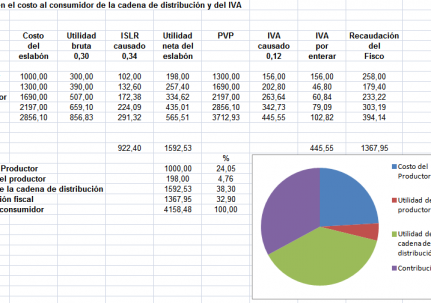 n el costo al consumidor de la cadena de distribución y del IVA
Costo Utilidad ISLR Utilidad PVP IVA IVA Recaudación
del bruta causado neta del causado por del
eslabón 0,30 0,34 eslabón 0,12 enterar Fisco
1000,00 300,00 102,00 198,00 1300,00 156,00 156,00 258,00
1300,00 390,00 132,60 257,40 1690,00 202,80 46,80 179,40
or 1690,00 507,00 172,38 334,62 2197,00 263,64 60,84 233,22
2197,00 659,10 224,09 435,01 2856,10 342,73 79,09 303,19
2856,10 856,83 291,32 565,51 3712,93 445,55 102,82 394,14
922,40 1592,53 445,55 1367,95
%
Productor 1000,00 24,05
el productor 198,00 4,76
e la cadena de distribución 1592,53 38,30
ión fiscal 1367,95 32,90
consumidor 4158,48 100,00
Costo del
Productor
Utilidad de
productor
Utilidad de
cadena de
distribució
Contribuci